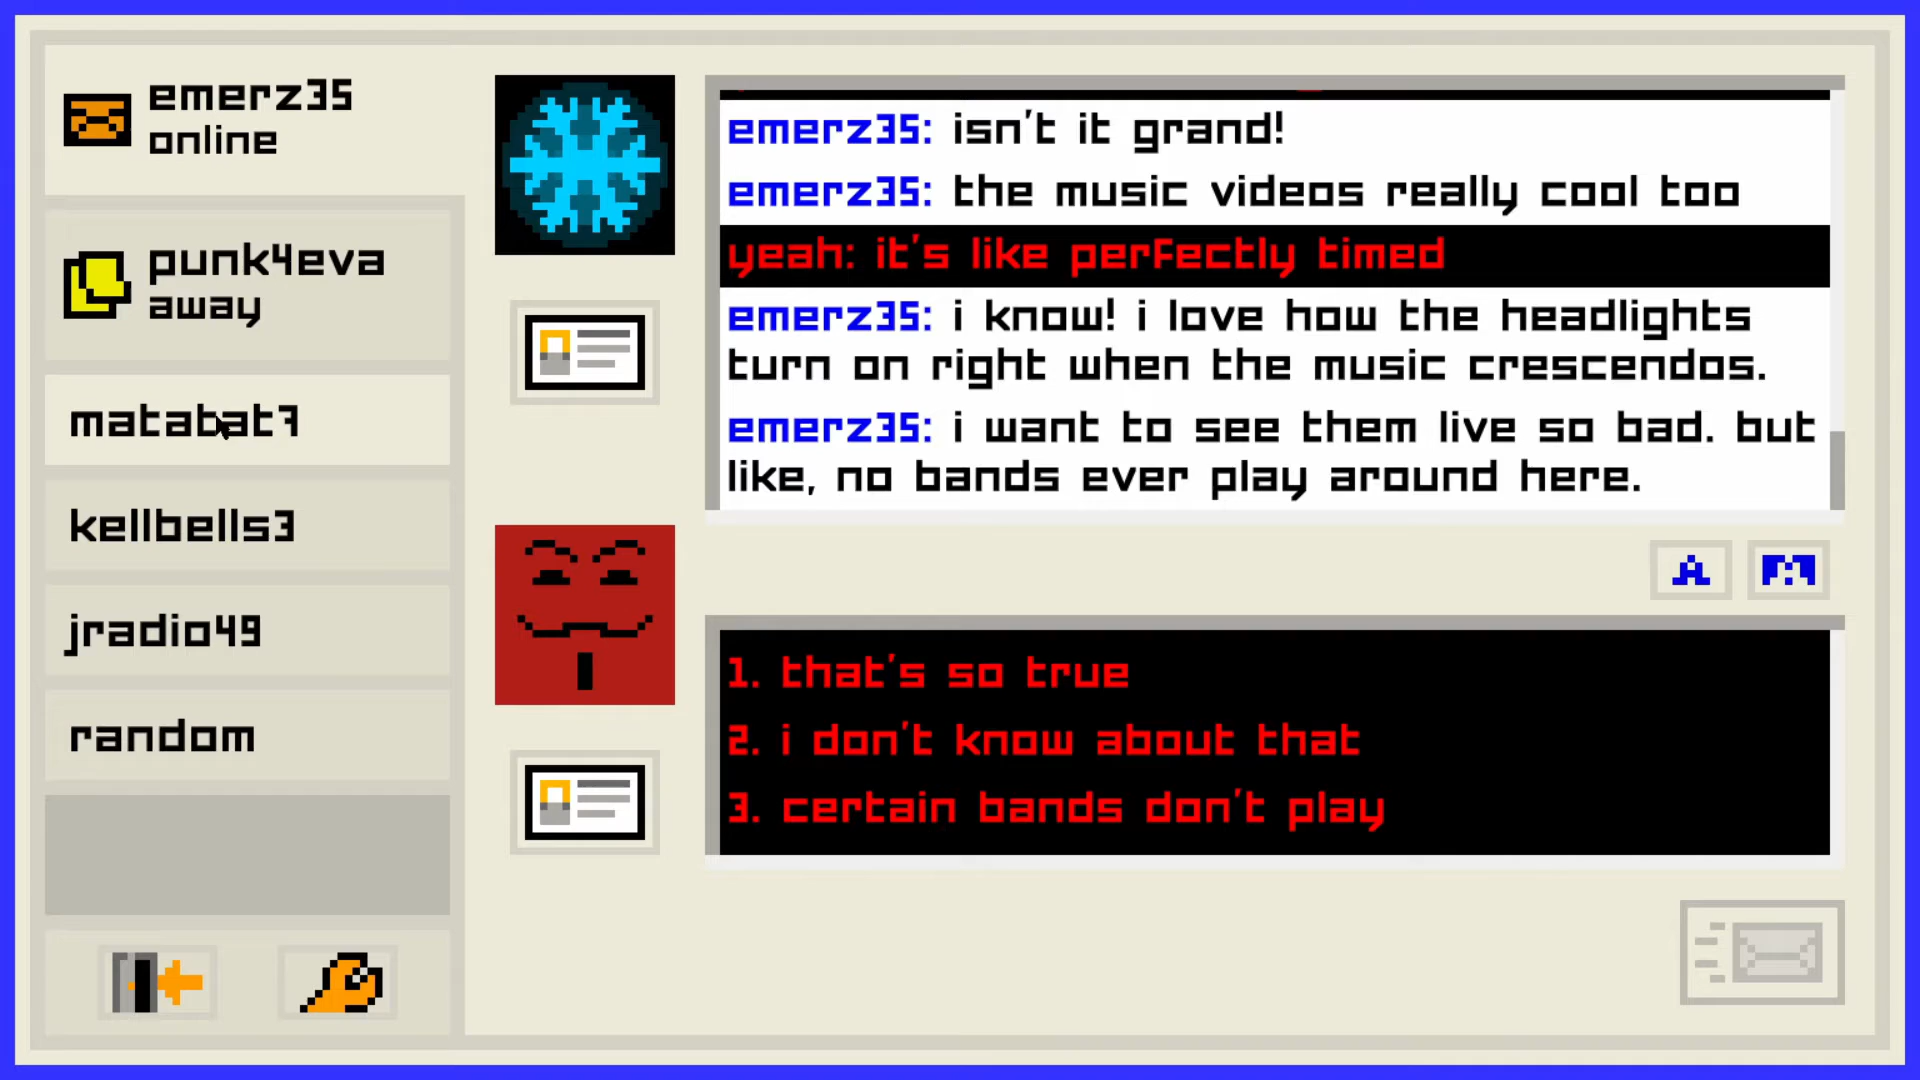 emerz35
online
punk4eva
away
matabat7
kellbells3
jradio49
random
emerz35: isn't it grand!
emerz35: the music videos really cool too
yeah: it's like perfectly timed
emerz35: i know! i love how the headlights
turn on right when the music crescendos.
emerz35: i want to see them live so bad. but
like, no bands ever play around here.
A
M
1. that's so true
2. i don't know about that
3. certain bands don't play